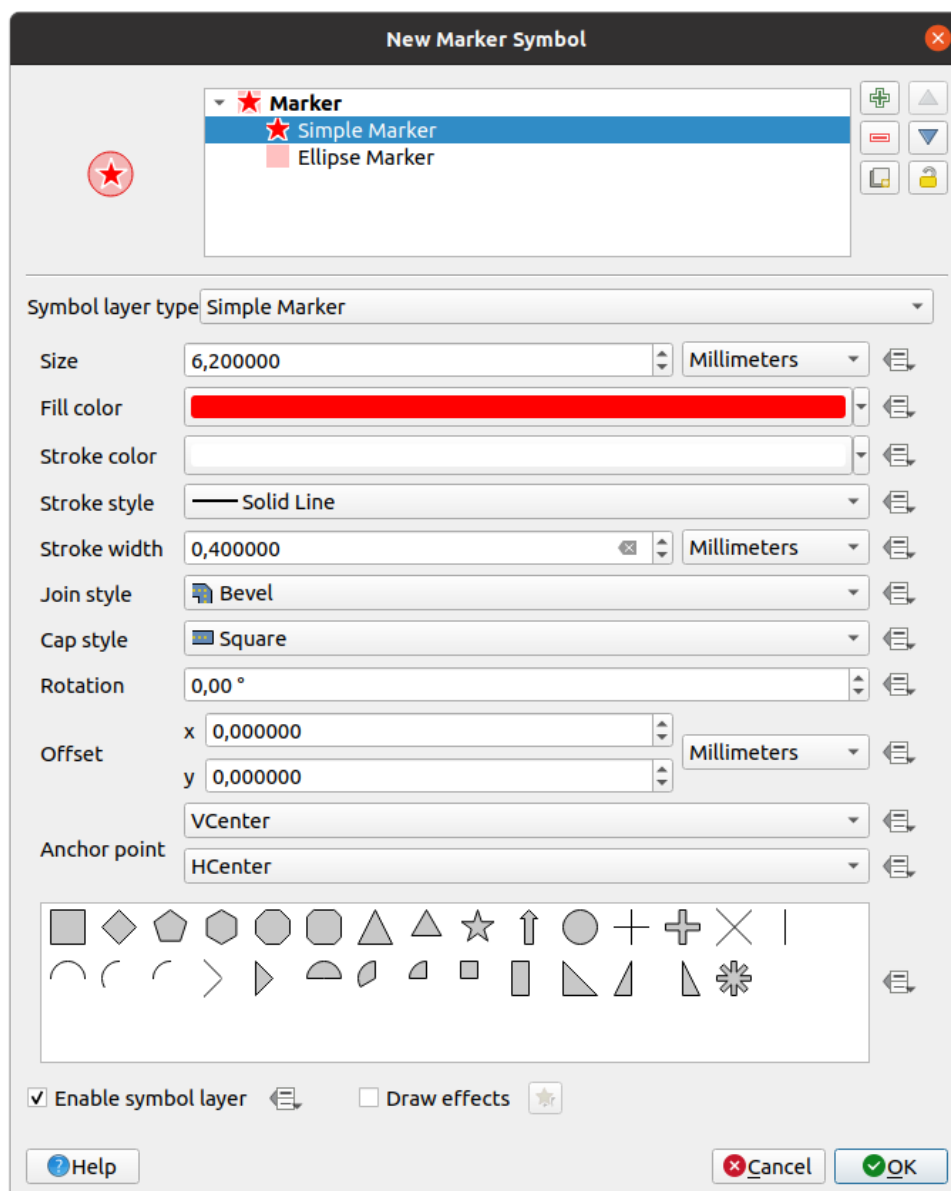 New Marker Symbol
Marker
Simple Marker
Ellipse Marker
Symbol layer type Simple Marker
Size 6,200000 Millimeters
Fill color
Stroke color
Stroke style Solid Line
Stroke width 0,400000 Millimeters
Join style Bevel
Cap style Square
Rotation 0,00 °
Offset
x 0,000000
Millimeters
y 0,000000
Anchor point
VCenter
HCenter
Enable symbol layer Draw effects
Help Cancel OK